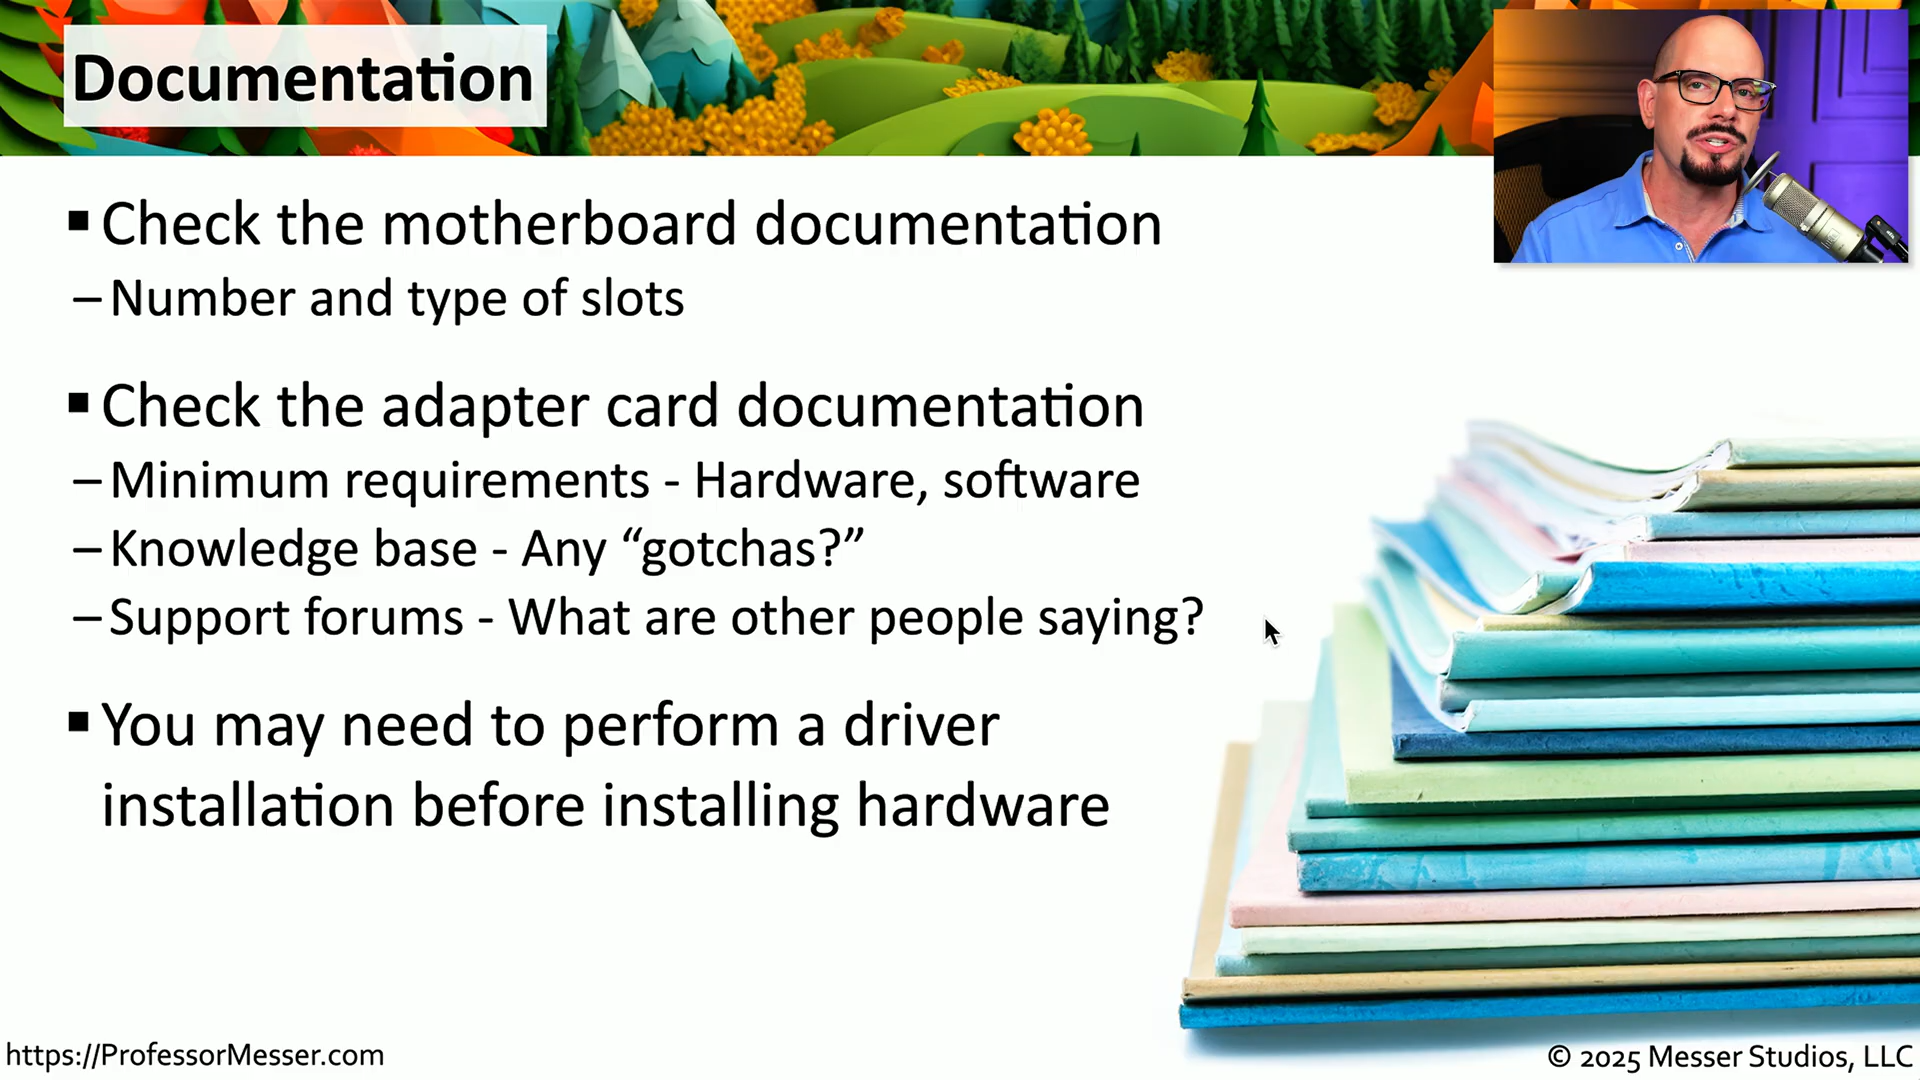 Documentation
▪ Check the motherboard documentation
– Number and type of slots
▪ Check the adapter card documentation
– Minimum requirements - Hardware, software
– Knowledge base - Any “gotchas?”
– Support forums - What are other people saying?
▪ You may need to perform a driver
installation before installing hardware
https://ProfessorMesser.com
© 2025 Messer Studios, LLC